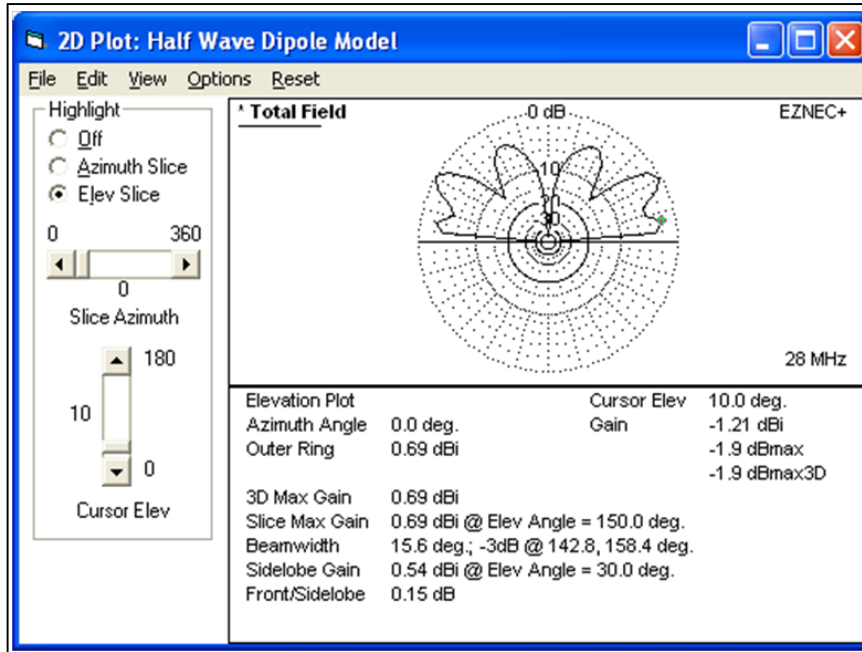 2D Plot: Half Wave Dipole Model
File Edit View Options Reset
Highlight
Off
Azimuth Slice
Elev Slice
0 360
0
Slice Azimuth
180
10
0
Cursor Elev
* Total Field
0 dB
EZNEC+
10
20
30
28 MHz
Elevation Plot Cursor Elev 10.0 deg.
Azimuth Angle 0.0 deg. Gain -1.21 dBi
Outer Ring 0.69 dBi -1.9 dBmax
-1.9 dBmax3D
3D Max Gain 0.69 dBi
Slice Max Gain 0.69 dBi @ Elev Angle = 150.0 deg.
Beamwidth 15.6 deg.; -3dB @ 142.8, 158.4 deg.
Sidelobe Gain 0.54 dBi @ Elev Angle = 30.0 deg.
Front/Sidelobe 0.15 dB